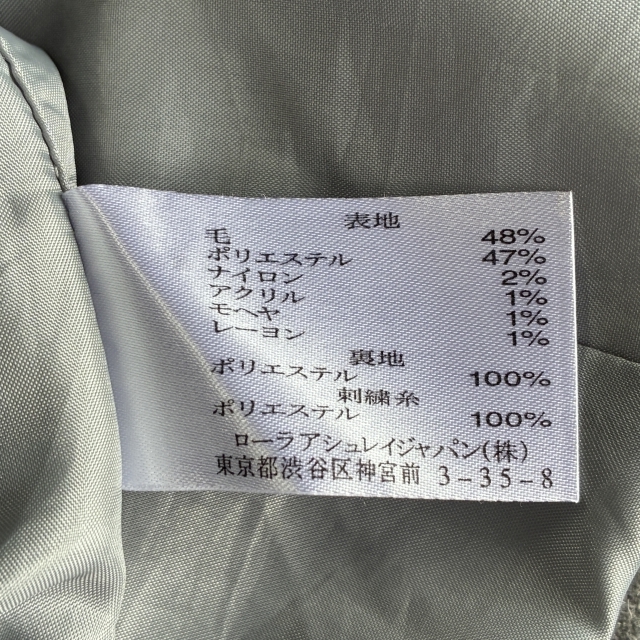 表地
毛 48%
ポリエステル 47%
ナイロン 2%
アクリル 1%
モヘヤ 1%
レーヨン 1%
裏地
ポリエステル 100%
刺繍糸
ポリエステル 100%
ローラアシュレイジャパン(株)
東京都渋谷区神宮前 3-35-8